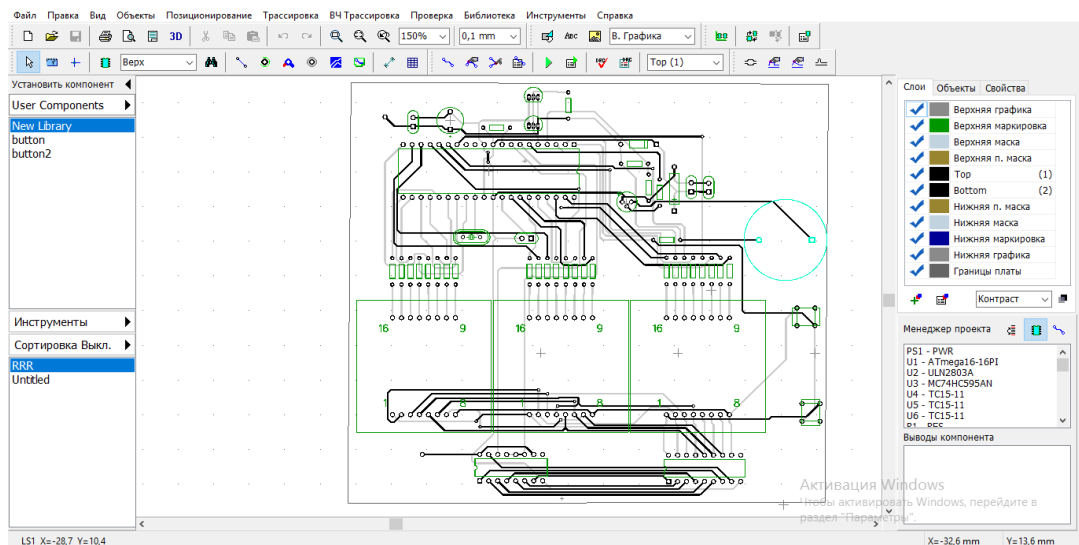 Файл Правка Вид Объекты Позиционирование Трассировка ВЧ Трассировка Проверка Библиотека Инструменты Справка
3D 150% 0,1 mm ABC В. Графика
Верх Top (1)
Установить компонент
User Components
New Library
button
button2
Инструменты
Сортировка Выкл.
RRR
Untitled
16 9 16 9 16 9
1 8 1 8 1 8
Слои Объекты Свойства
Верхняя графика
Верхняя маркировка
Верхняя маска
Верхняя п. маска
Top (1)
Bottom (2)
Нижняя п. маска
Нижняя маска
Нижняя маркировка
Нижняя графика
Границы платы
Контраст
Менеджер проекта
PS1 - PWR
U1 - ATmega16-16PI
U2 - ULN2803A
U3 - MC74HC595AN
U4 - TC15-11
U5 - TC15-11
U6 - TC15-11
Выводы компонента
Активация Windows
Чтобы активировать Windows, перейдите в
раздел "Параметры".
LS1 X=-28,7 Y=10,4
X=-32,6 mm Y=13,6 mm